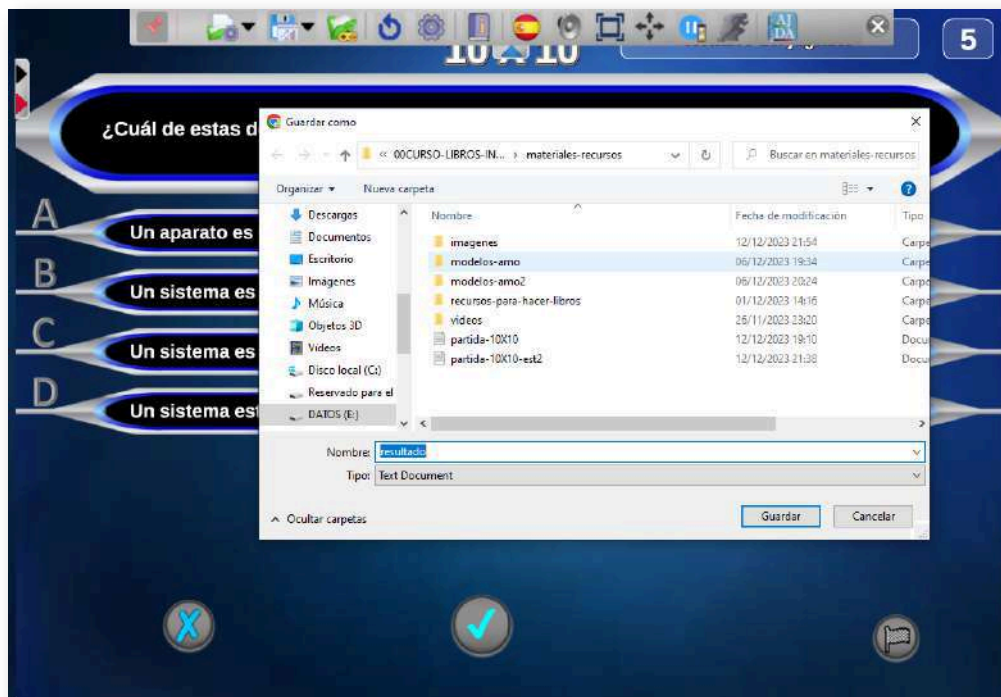 AI
DA
10 X 10
5
¿Cuál de estas d
A
Un aparato es
B
Un sistema es
C
Un sistema es
D
Un sistema est
Guardar como
« 00CURSO-LIBROS-IN... › materiales-recursos
Buscar en materiales-recursos
Organizar
Nueva carpeta
Descargas
Documentos
Escritorio
Imágenes
Música
Objetos 3D
Vídeos
Disco local (C:)
Reservado para el
DATOS (E:)
Nombre Fecha de modificación Tipo
imagenes 12/12/2023 21:54 Carpe
modelos-amo 06/12/2023 19:34 Carpe
modelos-amo2 06/12/2023 20:24 Carpe
recursos-para-hacer-libros 01/12/2023 14:16 Carpe
videos 26/11/2023 23:20 Carpe
partida-10X10 12/12/2023 19:10 Docu
partida-10X10-est2 12/12/2023 21:38 Docu
Nombre: resultado
Tipo: Text Document
Ocultar carpetas
Guardar
Cancelar